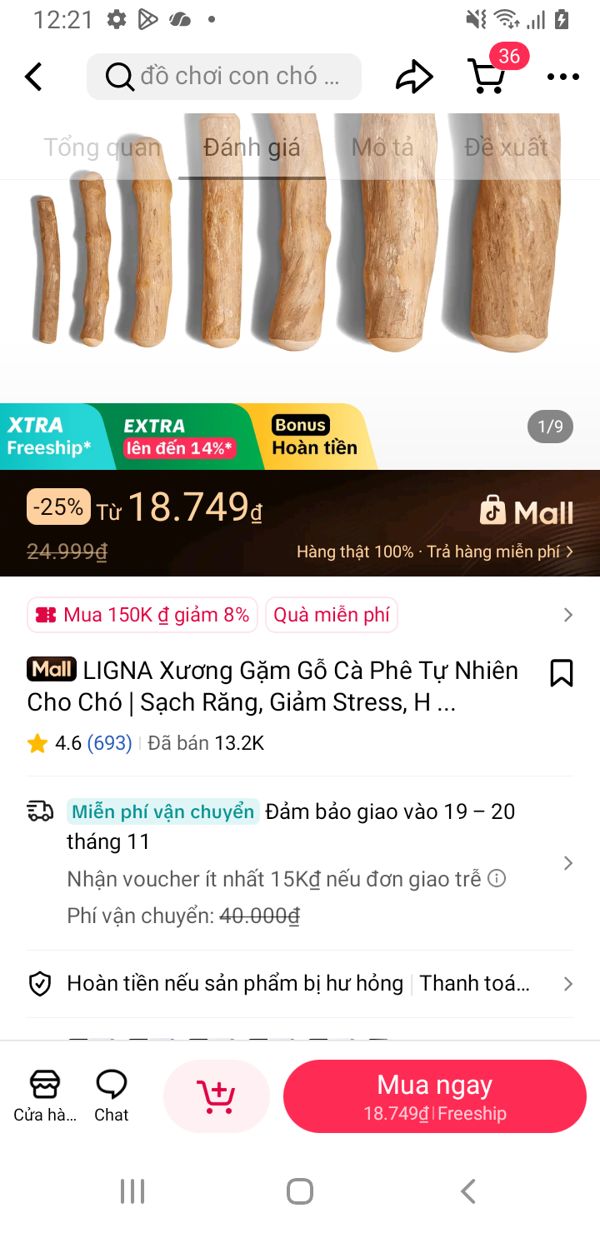 12:21
đồ chơi con chó ...
36
Tổng quan Đánh giá Mô tả Đề xuất
XTRA
Freeship*
EXTRA
lên đến 14%*
Bonus
Hoàn tiền
1/9
-25% Từ 18.749₫
Mall
24.999₫
Hàng thật 100% · Trả hàng miễn phí
Mua 150K ₫ giảm 8%
Quà miễn phí
Mall LIGNA Xương Gặm Gỗ Cà Phê Tự Nhiên
Cho Chó | Sạch Răng, Giảm Stress, H ...
4.6 (693) Đã bán 13.2K
Miễn phí vận chuyển Đảm bảo giao vào 19 – 20
tháng 11
Nhận voucher ít nhất 15K₫ nếu đơn giao trễ
Phí vận chuyển: 40.000₫
Hoàn tiền nếu sản phẩm bị hư hỏng | Thanh toá...
Cửa hà...
Chat
Mua ngay
18.749₫ | Freeship